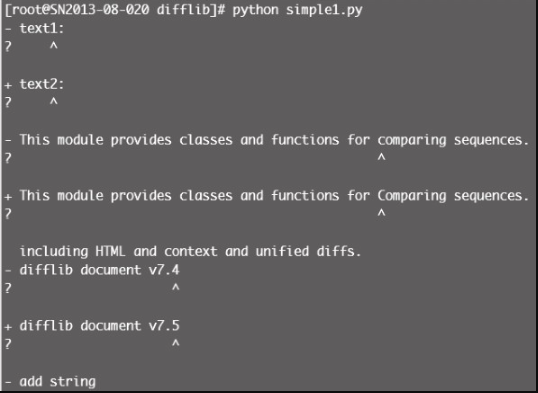 [root@SN2013-08-020 difflib]# python simple1.py
- text1:
?     ^
+ text2:
?     ^
- This module provides classes and functions for comparing sequences.
?                                                ^
+ This module provides classes and functions for Comparing sequences.
?                                                ^
  including HTML and context and unified diffs.
- difflib document v7.4
?                     ^
+ difflib document v7.5
?                     ^
- add string